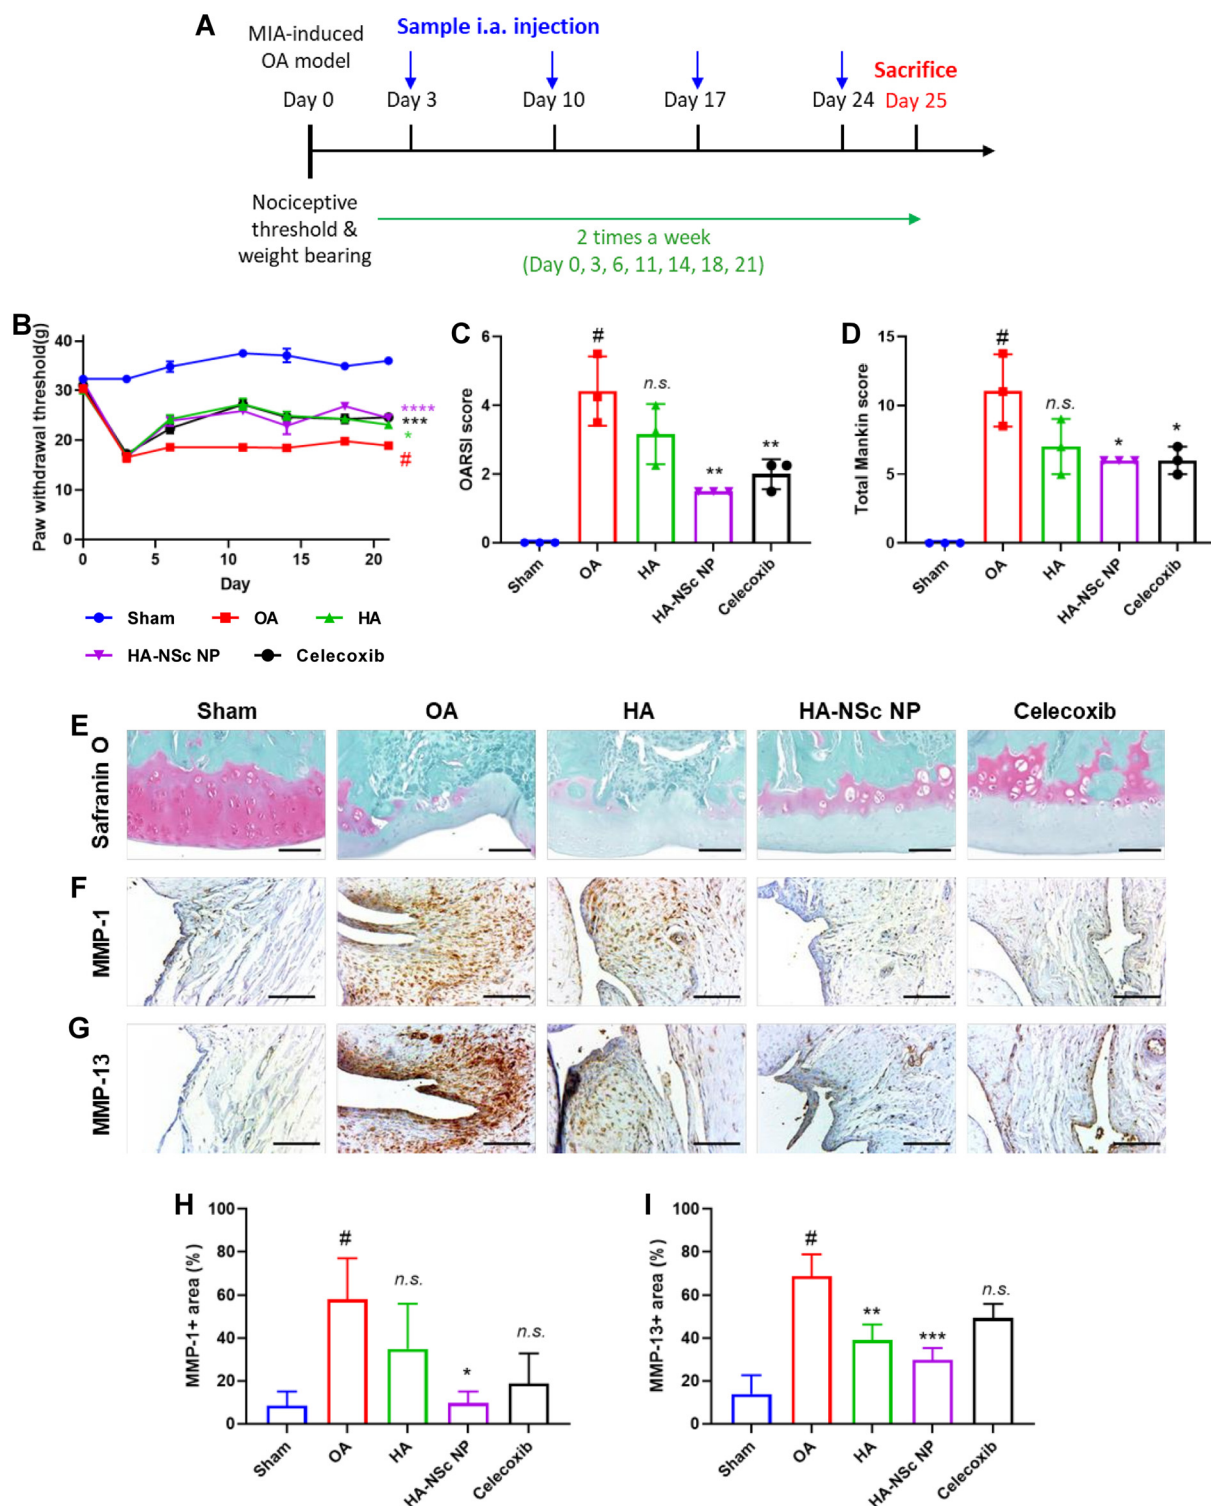 A
MIA-induced
OA model
Sample i.a. injection
Sacrifice
Day 0
Day 3
Day 10
Day 17
Day 24
Day 25
Nociceptive
threshold &
weight bearing
2 times a week
(Day 0, 3, 6, 11, 14, 18, 21)
B
Paw withdrawal threshold(g)
40
30
20
10
0
0
5
10
15
20
Day
****
***
*
#
Sham
OA
HA
HA-NSc NP
Celecoxib
C
OARSI score
6
4
2
0
#
n.s.
**
**
Sham
OA
HA
HA-NSc NP
Celecoxib
D
Total Mankin score
15
10
5
0
#
n.s.
*
*
Sham
OA
HA
HA-NSc NP
Celecoxib
Sham
OA
HA
HA-NSc NP
Celecoxib
E
Safranin O
F
MMP-1
G
MMP-13
H
MMP-1+ area (%)
100
80
60
40
20
0
#
n.s.
*
n.s.
Sham
OA
HA
HA-NSc NP
Celecoxib
I
MMP-13+ area (%)
100
80
60
40
20
0
#
**
***
n.s.
Sham
OA
HA
HA-NSc NP
Celecoxib